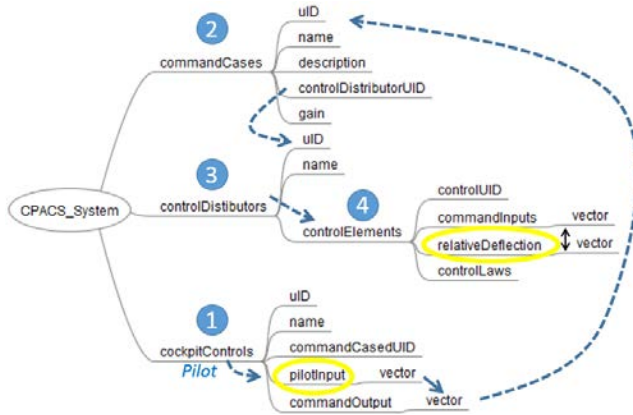 uID
2
name
commandCases
description
controlDistributorUID
gain
uID
3
name
controlDistibutors
4
controlUID
CPACS_System
commandInputs
vector
controlElements
relativeDeflection
vector
controlLaws
uID
1
name
cockpitControls
commandCasedUID
Pilot
pilotInput
vector
commandOutput
vector